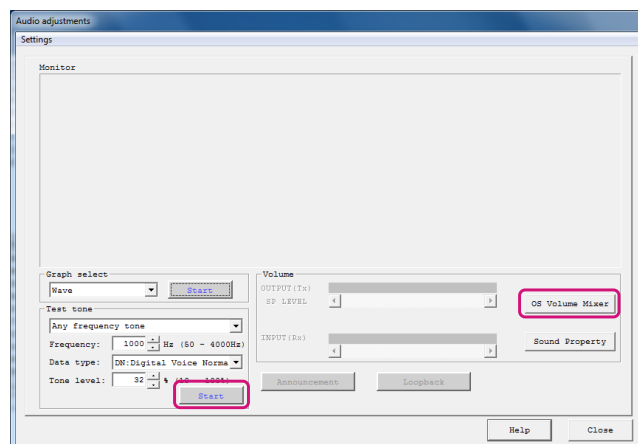 Audio adjustments
Settings
Monitor
Graph select
Wave
Start
Test tone
Any frequency tone
Frequency: 1000 Hz (50 - 4000Hz)
Data type: DN:Digital Voice Norma
Tone level: 32 % (10 - 100%)
Start
Volume
OUTPUT(Tx)
SP LEVEL
INPUT(Rx)
OS Volume Mixer
Sound Property
Announcement
Loopback
Help
Close